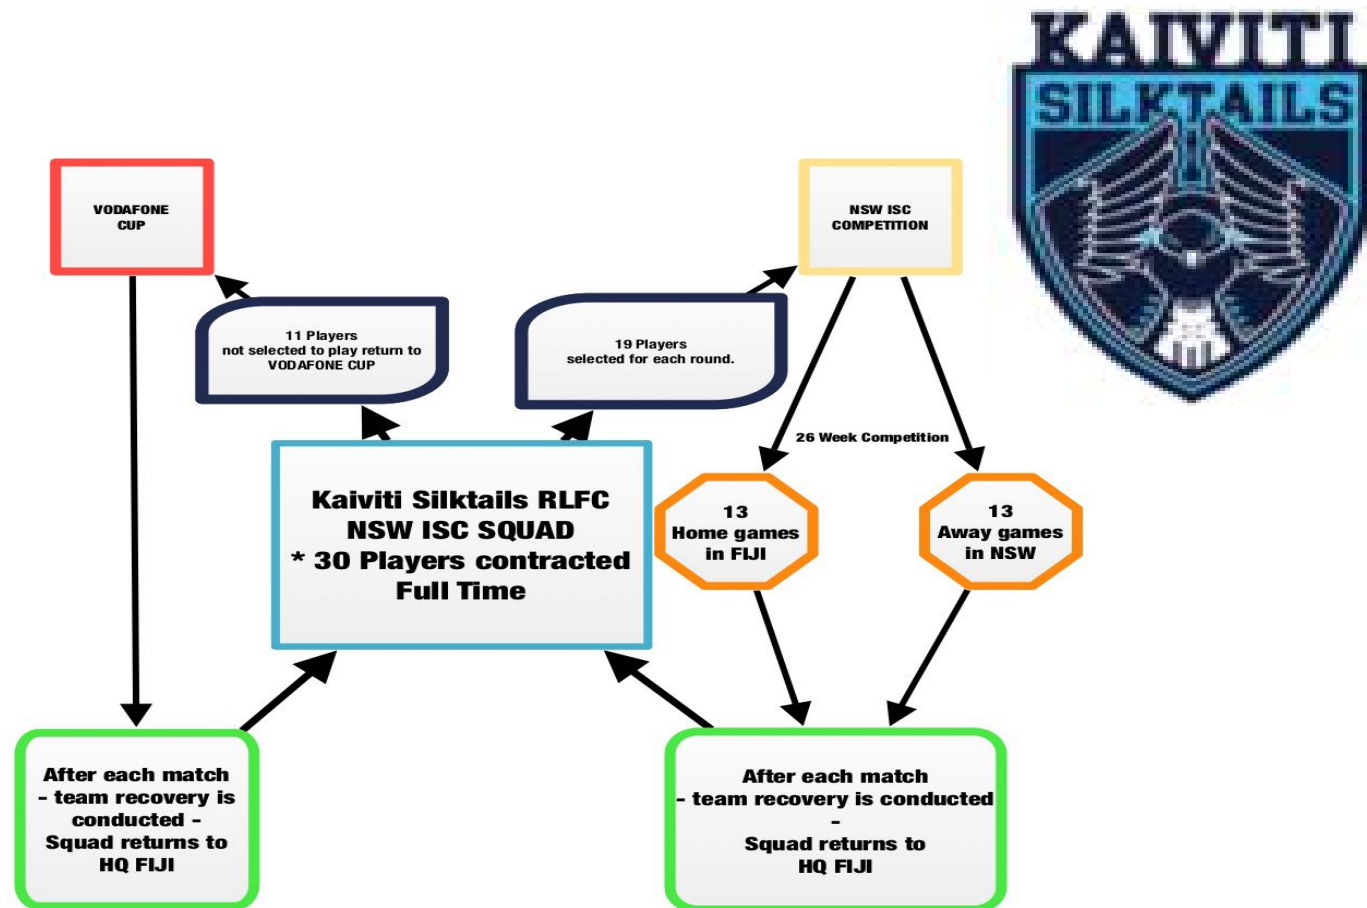 KAIVITI
SILKTAILS
VODAFONE
CUP
NSW ISC
COMPETITION
11 Players
not selected to play return to
VODAFONE CUP
19 Players
selected for each round.
26 Week Competition
Kaiviti Silktails RLFC
NSW ISC SQUAD
* 30 Players contracted
Full Time
13
Home games
in FIJI
13
Away games
in NSW
After each match
- team recovery is
conducted -
Squad returns to
HQ FIJI
After each match
- team recovery is conducted
-
Squad returns to
HQ FIJI